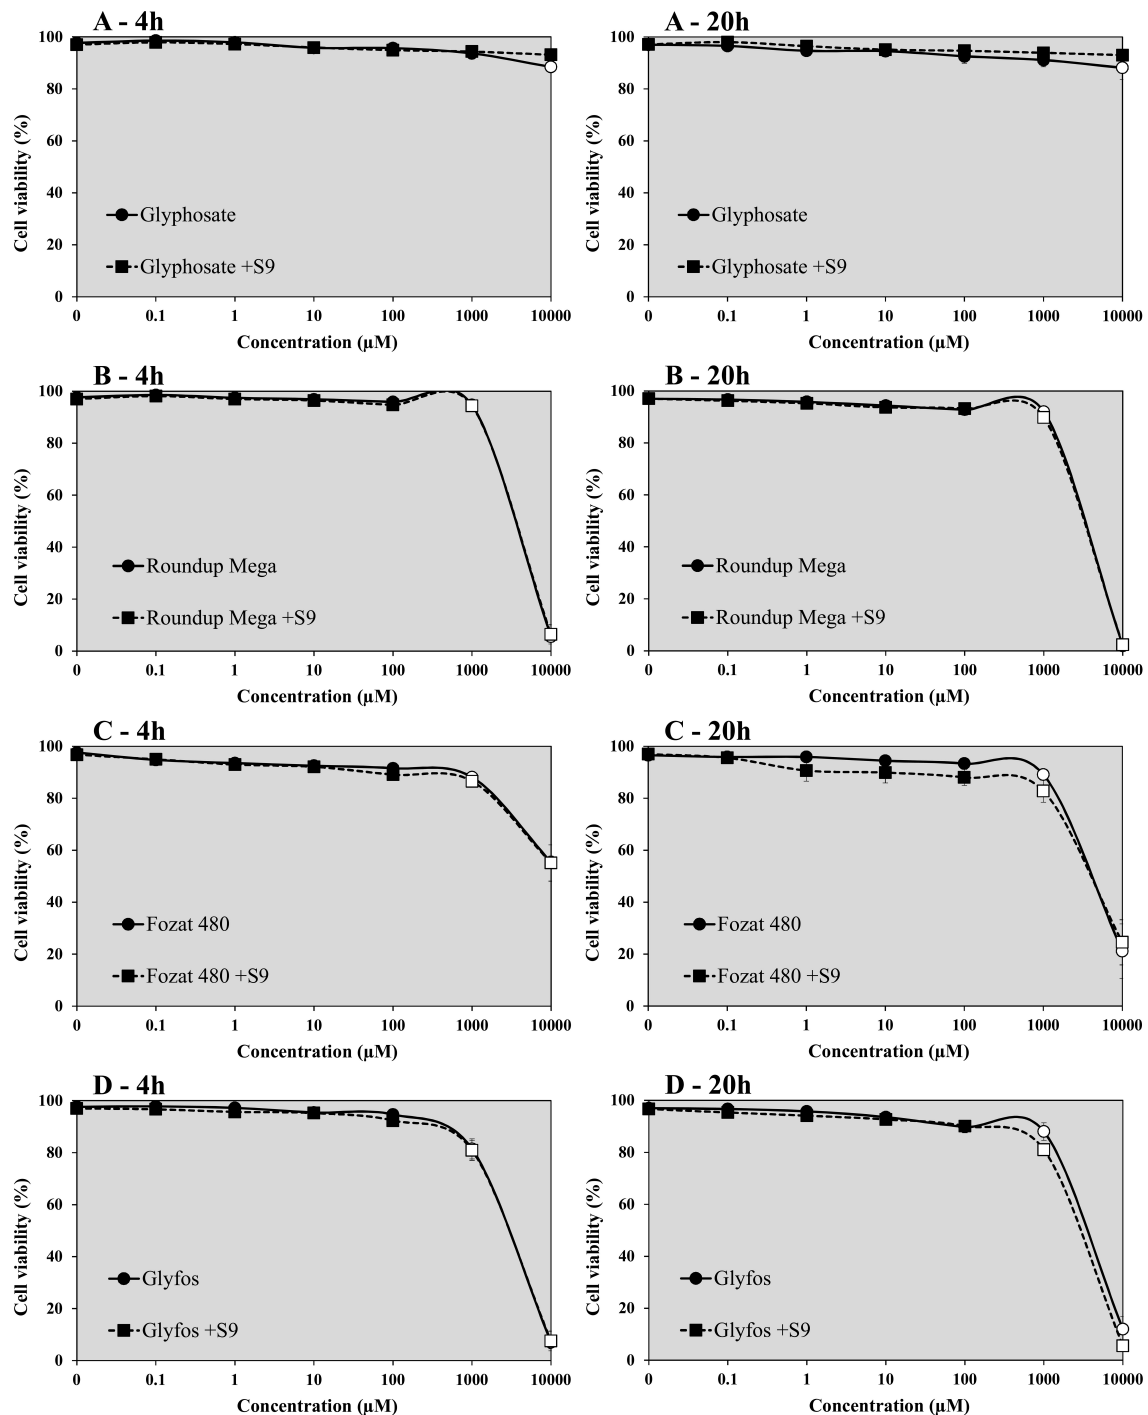 A - 4h
100
80
60
40
20
0
Cell viability (%)
Glyphosate
Glyphosate +S9
0 0.1 1 10 100 1000 10000
Concentration (µM)
A - 20h
100
80
60
40
20
0
Cell viability (%)
Glyphosate
Glyphosate +S9
0 0.1 1 10 100 1000 10000
Concentration (µM)
B - 4h
100
80
60
40
20
0
Cell viability (%)
Roundup Mega
Roundup Mega +S9
0 0.1 1 10 100 1000 10000
Concentration (µM)
B - 20h
100
80
60
40
20
0
Cell viability (%)
Roundup Mega
Roundup Mega +S9
0 0.1 1 10 100 1000 10000
Concentration (µM)
C - 4h
100
80
60
40
20
0
Cell viability (%)
Fozat 480
Fozat 480 +S9
0 0.1 1 10 100 1000 10000
Concentration (µM)
C - 20h
100
80
60
40
20
0
Cell viability (%)
Fozat 480
Fozat 480 +S9
0 0.1 1 10 100 1000 10000
Concentration (µM)
D - 4h
100
80
60
40
20
0
Cell viability (%)
Glyfos
Glyfos +S9
0 0.1 1 10 100 1000 10000
Concentration (µM)
D - 20h
100
80
60
40
20
0
Cell viability (%)
Glyfos
Glyfos +S9
0 0.1 1 10 100 1000 10000
Concentration (µM)